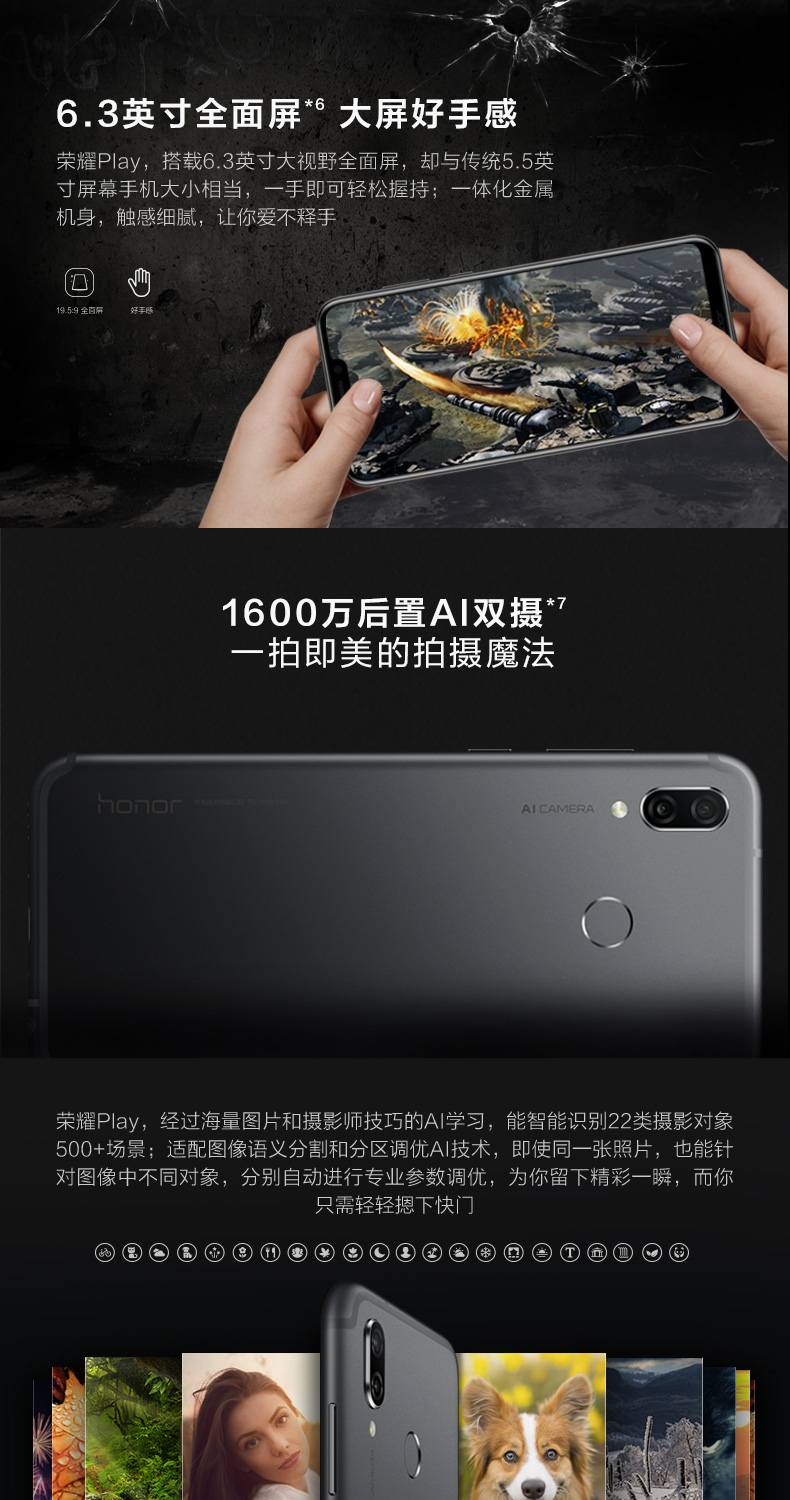 6.3英寸全面屏*6 大屏好手感
荣耀Play，搭载6.3英寸大视野全面屏，却与传统5.5英
寸屏幕手机大小相当，一手即可轻松握持；一体化金属
机身，触感细腻，让你爱不释手
19.5:9 全面屏
好手感
1600万后置AI双摄*7
一拍即美的拍摄魔法
honor
AI CAMERA
荣耀Play，经过海量图片和摄影师技巧的AI学习，能智能识别22类摄影对象
500+场景；适配图像语义分割和分区调优AI技术，即使同一张照片，也能针
对图像中不同对象，分别自动进行专业参数调优，为你留下精彩一瞬，而你
只需轻轻摁下快门
T